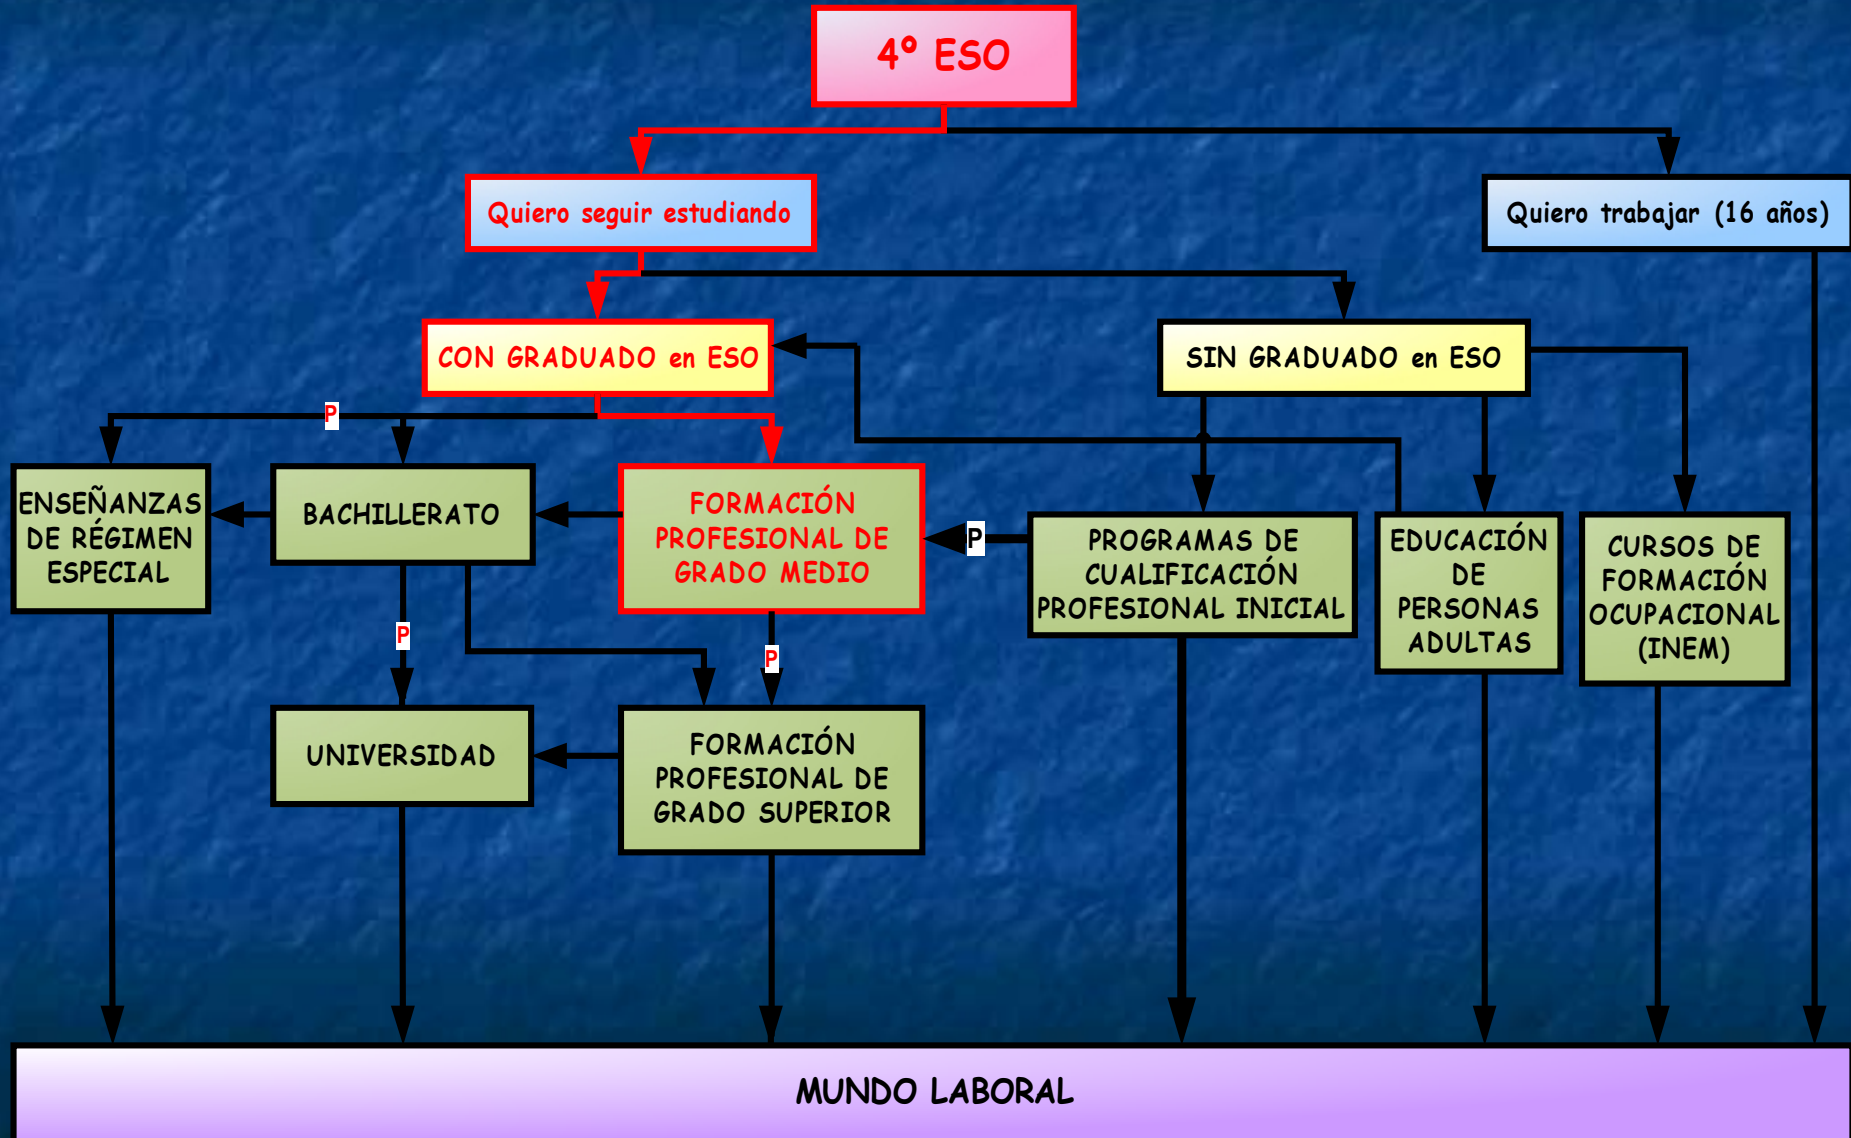 4º ESO
Quiero seguir estudiando
Quiero trabajar (16 años)
CON GRADUADO en ESO
SIN GRADUADO en ESO
P
ENSEÑANZAS
DE RÉGIMEN
ESPECIAL
BACHILLERATO
FORMACIÓN
PROFESIONAL DE
GRADO MEDIO
P
PROGRAMAS DE
CUALIFICACIÓN
PROFESIONAL INICIAL
EDUCACIÓN
DE
PERSONAS
ADULTAS
CURSOS DE
FORMACIÓN
OCUPACIONAL
(INEM)
P
P
UNIVERSIDAD
FORMACIÓN
PROFESIONAL DE
GRADO SUPERIOR
MUNDO LABORAL